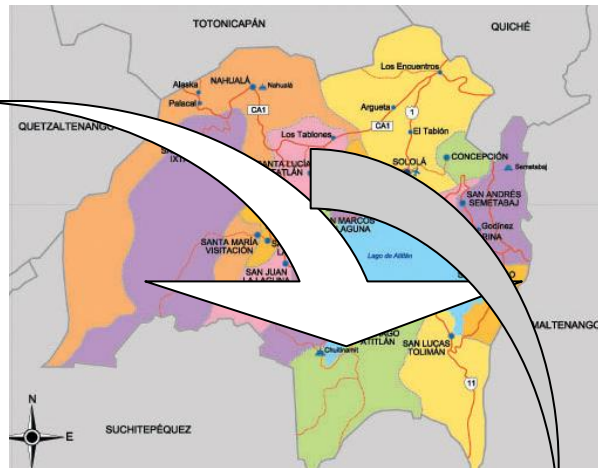 TOTONICAPÁN
QUICHÉ
Los Encuentros
Alaska
NAHUALÁ
Nahualá
Palacal
CA1
Argueta
1
QUETZALTENANGO
Los Tablones
CA1
El Tablón
CONCEPCIÓN
SANTA LUCÍA
SOLOLÁ
Semetabaj
SAN ANDRÉS
SEMETABAJ
MARCOS
LAGUNA
Godínez
SANTA MARÍA
VISITACIÓN
Lago de Atitlán
SAN JUAN
LA LAGUNA
MALTENANGO
ATITLÁN
Chuitinamit
SAN LUCAS
TOLIMÁN
11
N
E
SUCHITEPÉQUEZ